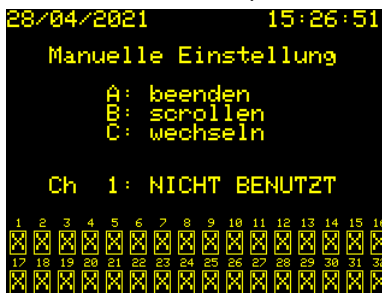 28/04/2021 15:26:51
Manuelle Einstellung
A: beenden
B: scrollen
C: wechseln
Ch 1: NICHT BENUTZT
1 2 3 4 5 6 7 8 9 10 11 12 13 14 15
17 18 19 20 21 22 23 24 25 26 27 28 29 30 31